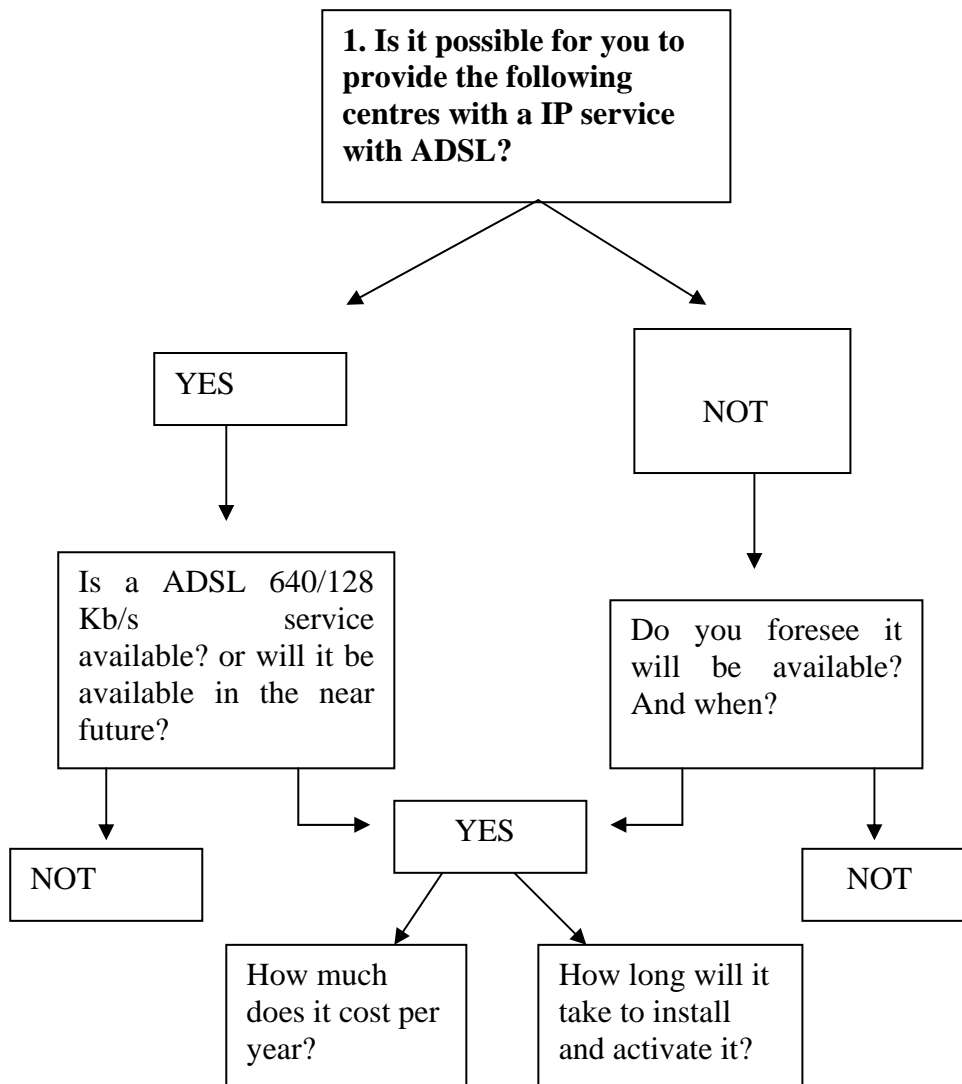 1. Is it possible for you to
provide the following
centres with a IP service
with ADSL?
YES
NOT
Is a ADSL 640/128
Kb/s service
available? or will it be
available in the near
future?
Do you foresee it
will be available?
And when?
NOT
YES
NOT
How much
does it cost per
year?
How long will it
take to install
and activate it?